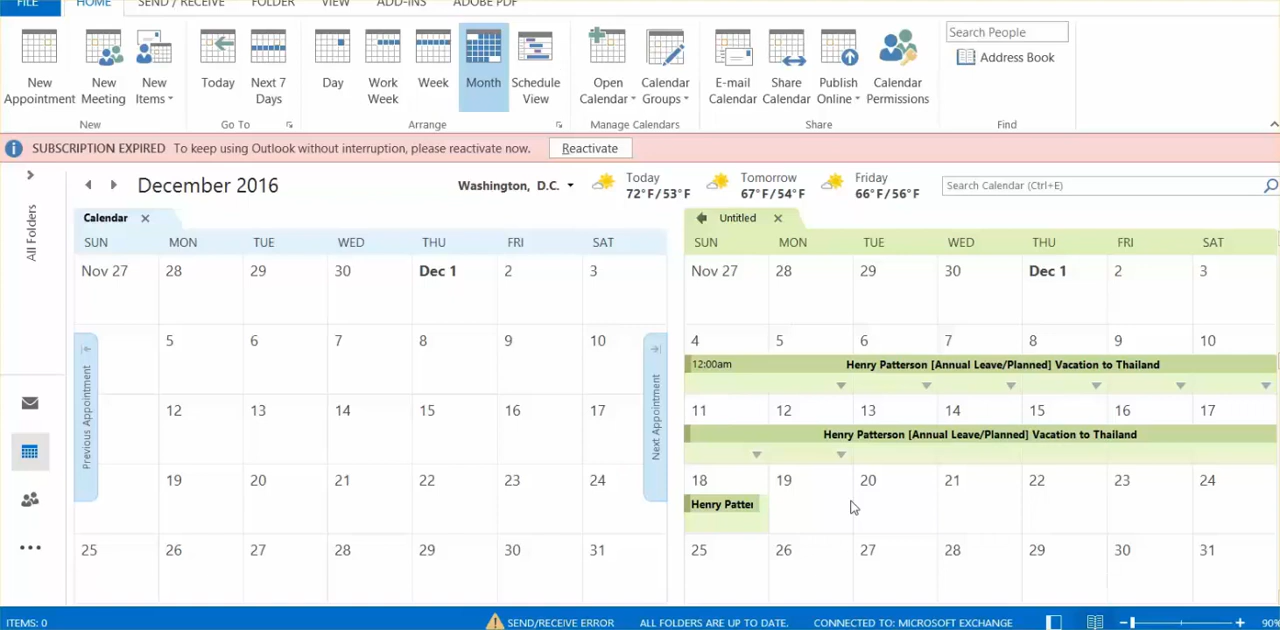 FILE HOME SEND / RECEIVE FOLDER VIEW ADD-INS ADOBE PDF
New Appointment
New Meeting
New Items
Today
Next 7 Days
Day
Work Week
Week
Month
Schedule View
Open Calendar
Calendar Groups
E-mail Calendar
Share Calendar
Publish Online
Calendar Permissions
Search People
Address Book
New Go To Arrange Manage Calendars Share Find
SUBSCRIPTION EXPIRED To keep using Outlook without interruption, please reactivate now. Reactivate
All Folders
December 2016
Washington, D.C.
Today
72°F/53°F
Tomorrow
67°F/54°F
Friday
66°F/56°F
Search Calendar (Ctrl+E)
Calendar
SUN MON TUE WED THU FRI SAT
Nov 27 28 29 30 Dec 1 2 3
5 6 7 8 9 10
12 13 14 15 16 17
19 20 21 22 23 24
25 26 27 28 29 30 31
Previous Appointment
Next Appointment
Untitled
SUN MON TUE WED THU FRI SAT
Nov 27 28 29 30 Dec 1 2 3
4 5 6 7 8 9 10
12:00am Henry Patterson [Annual Leave/Planned] Vacation to Thailand
11 12 13 14 15 16 17
Henry Patterson [Annual Leave/Planned] Vacation to Thailand
18 19 20 21 22 23 24
Henry Patter
25 26 27 28 29 30 31
ITEMS: 0 SEND/RECEIVE ERROR ALL FOLDERS ARE UP TO DATE. CONNECTED TO: MICROSOFT EXCHANGE 90%